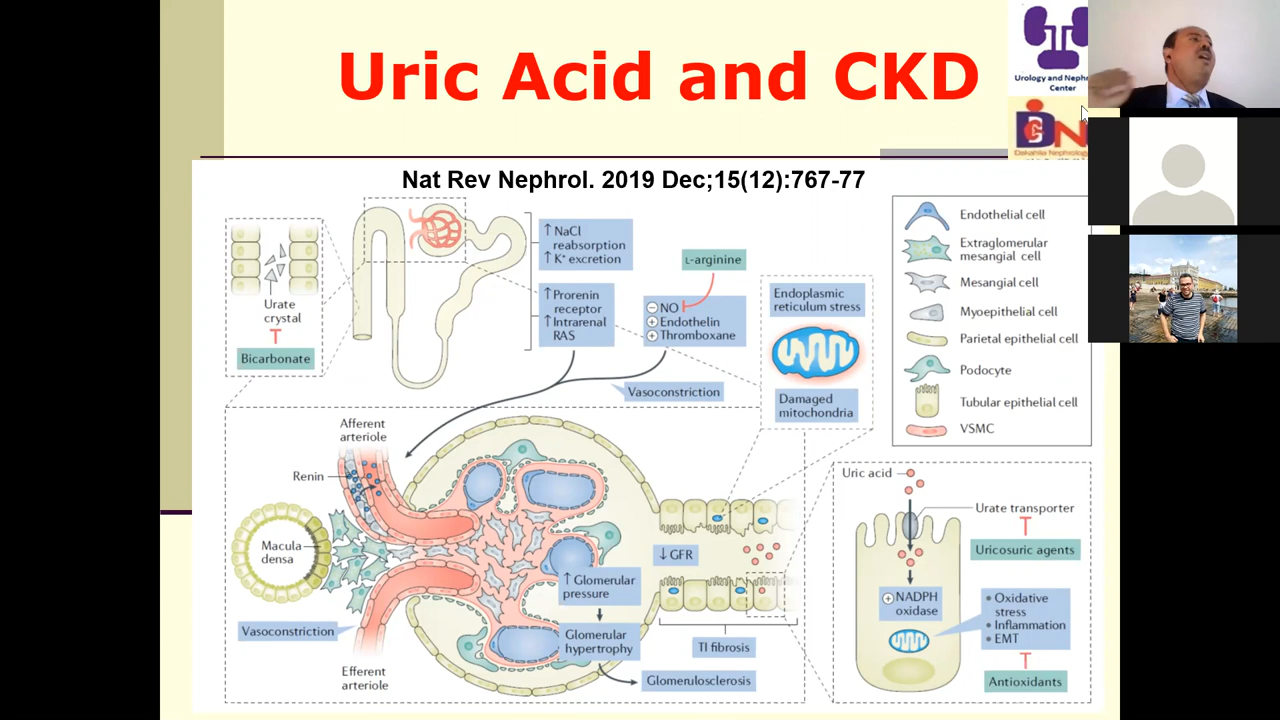 Uric Acid and CKD
Urology and Neph
Center
Dakahlia Nephrology
Nat Rev Nephrol. 2019 Dec;15(12):767-77
Urate
crystal
Bicarbonate
↑ NaCl
reabsorption
↑ K⁺ excretion
↑ Prorenin
receptor
↑ Intrarenal
RAS
L-arginine
NO
Endothelin
Thromboxane
Vasoconstriction
Endoplasmic
reticulum stress
Damaged
mitochondria
Endothelial cell
Extraglomerular
mesangial cell
Mesangial cell
Myoepithelial cell
Parietal epithelial cell
Podocyte
Tubular epithelial cell
VSMC
Afferent
arteriole
Renin
Macula
densa
Vasoconstriction
Efferent
arteriole
↑ Glomerular
pressure
Glomerular
hypertrothy
Glomerulosclerosis
↓ GFR
TI fibrosis
Uric acid
Urate transporter
Uricosuric agents
NADPH
oxidase
• Oxidative
stress
• Inflammation
• EMT
Antioxidants